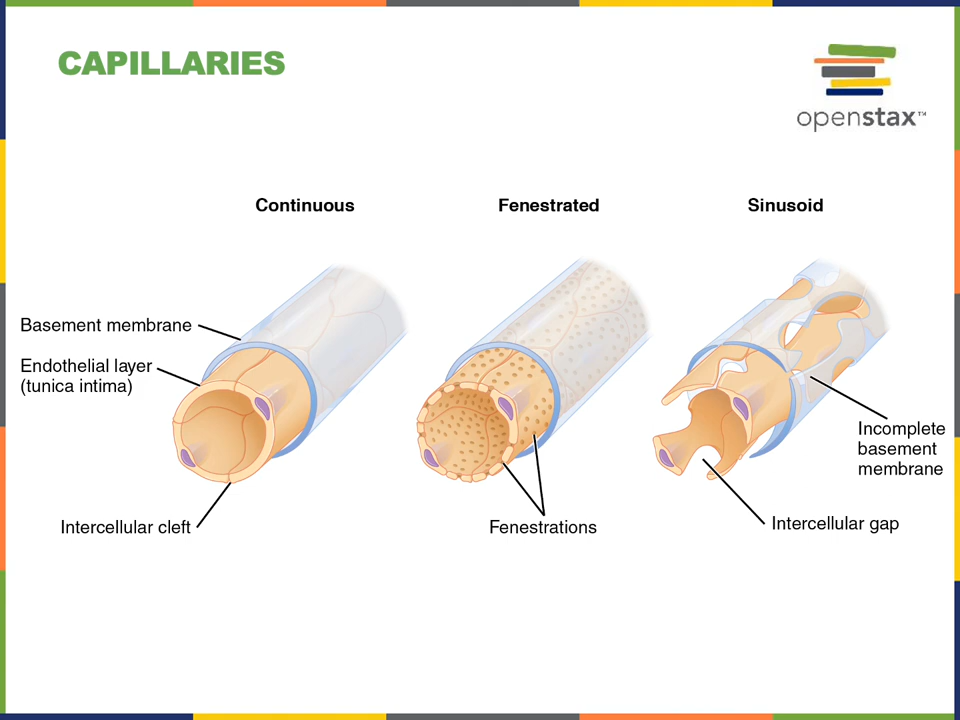 CAPILLARIES
openstax™
Continuous
Fenestrated
Sinusoid
Basement membrane
Endothelial layer
(tunica intima)
Intercellular cleft
Fenestrations
Incomplete
basement
membrane
Intercellular gap